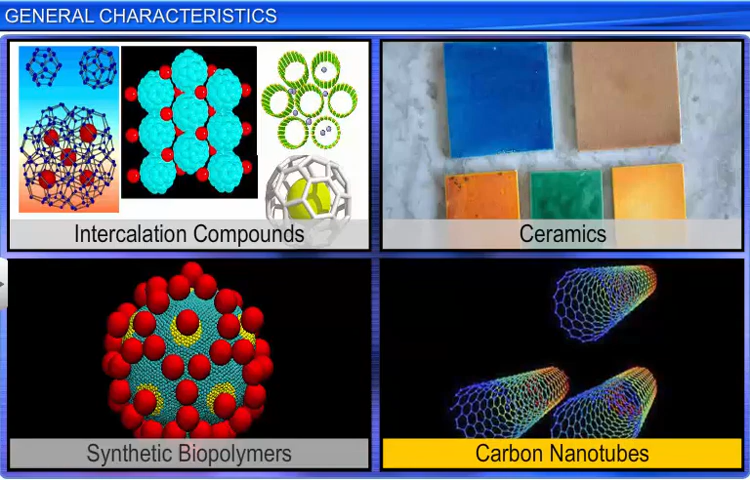 GENERAL CHARACTERISTICS
Intercalation Compounds
Ceramics
Synthetic Biopolymers
Carbon Nanotubes